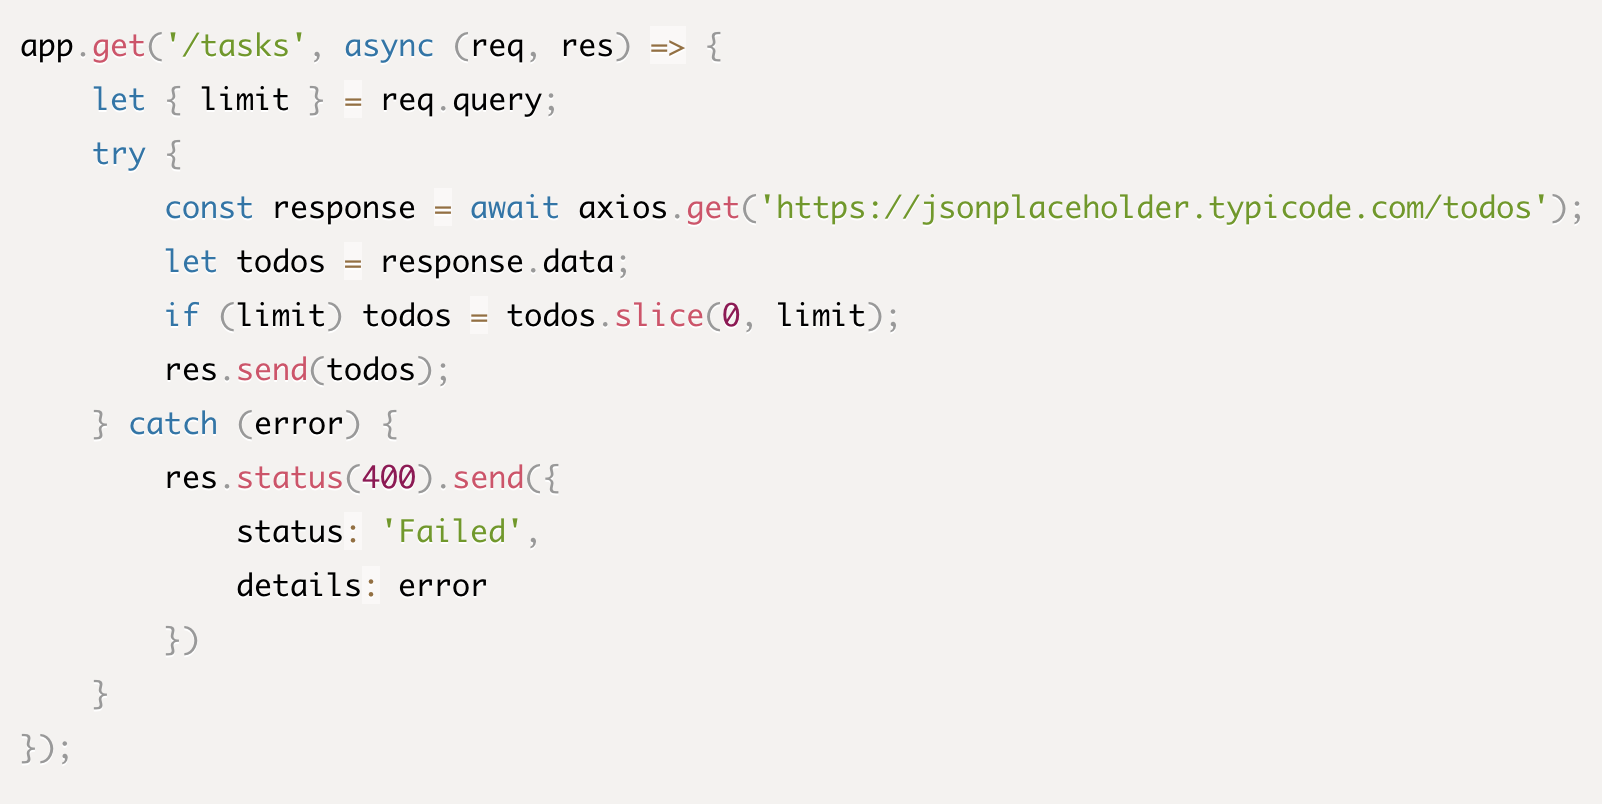 app.get('/tasks', async (req, res) => {
    let { limit } = req.query;
    try {
        const response = await axios.get('https://jsonplaceholder.typicode.com/todos');
        let todos = response.data;
        if (limit) todos = todos.slice(0, limit);
        res.send(todos);
    } catch (error) {
        res.status(400).send({
            status: 'Failed',
            details: error
        })
    }
});